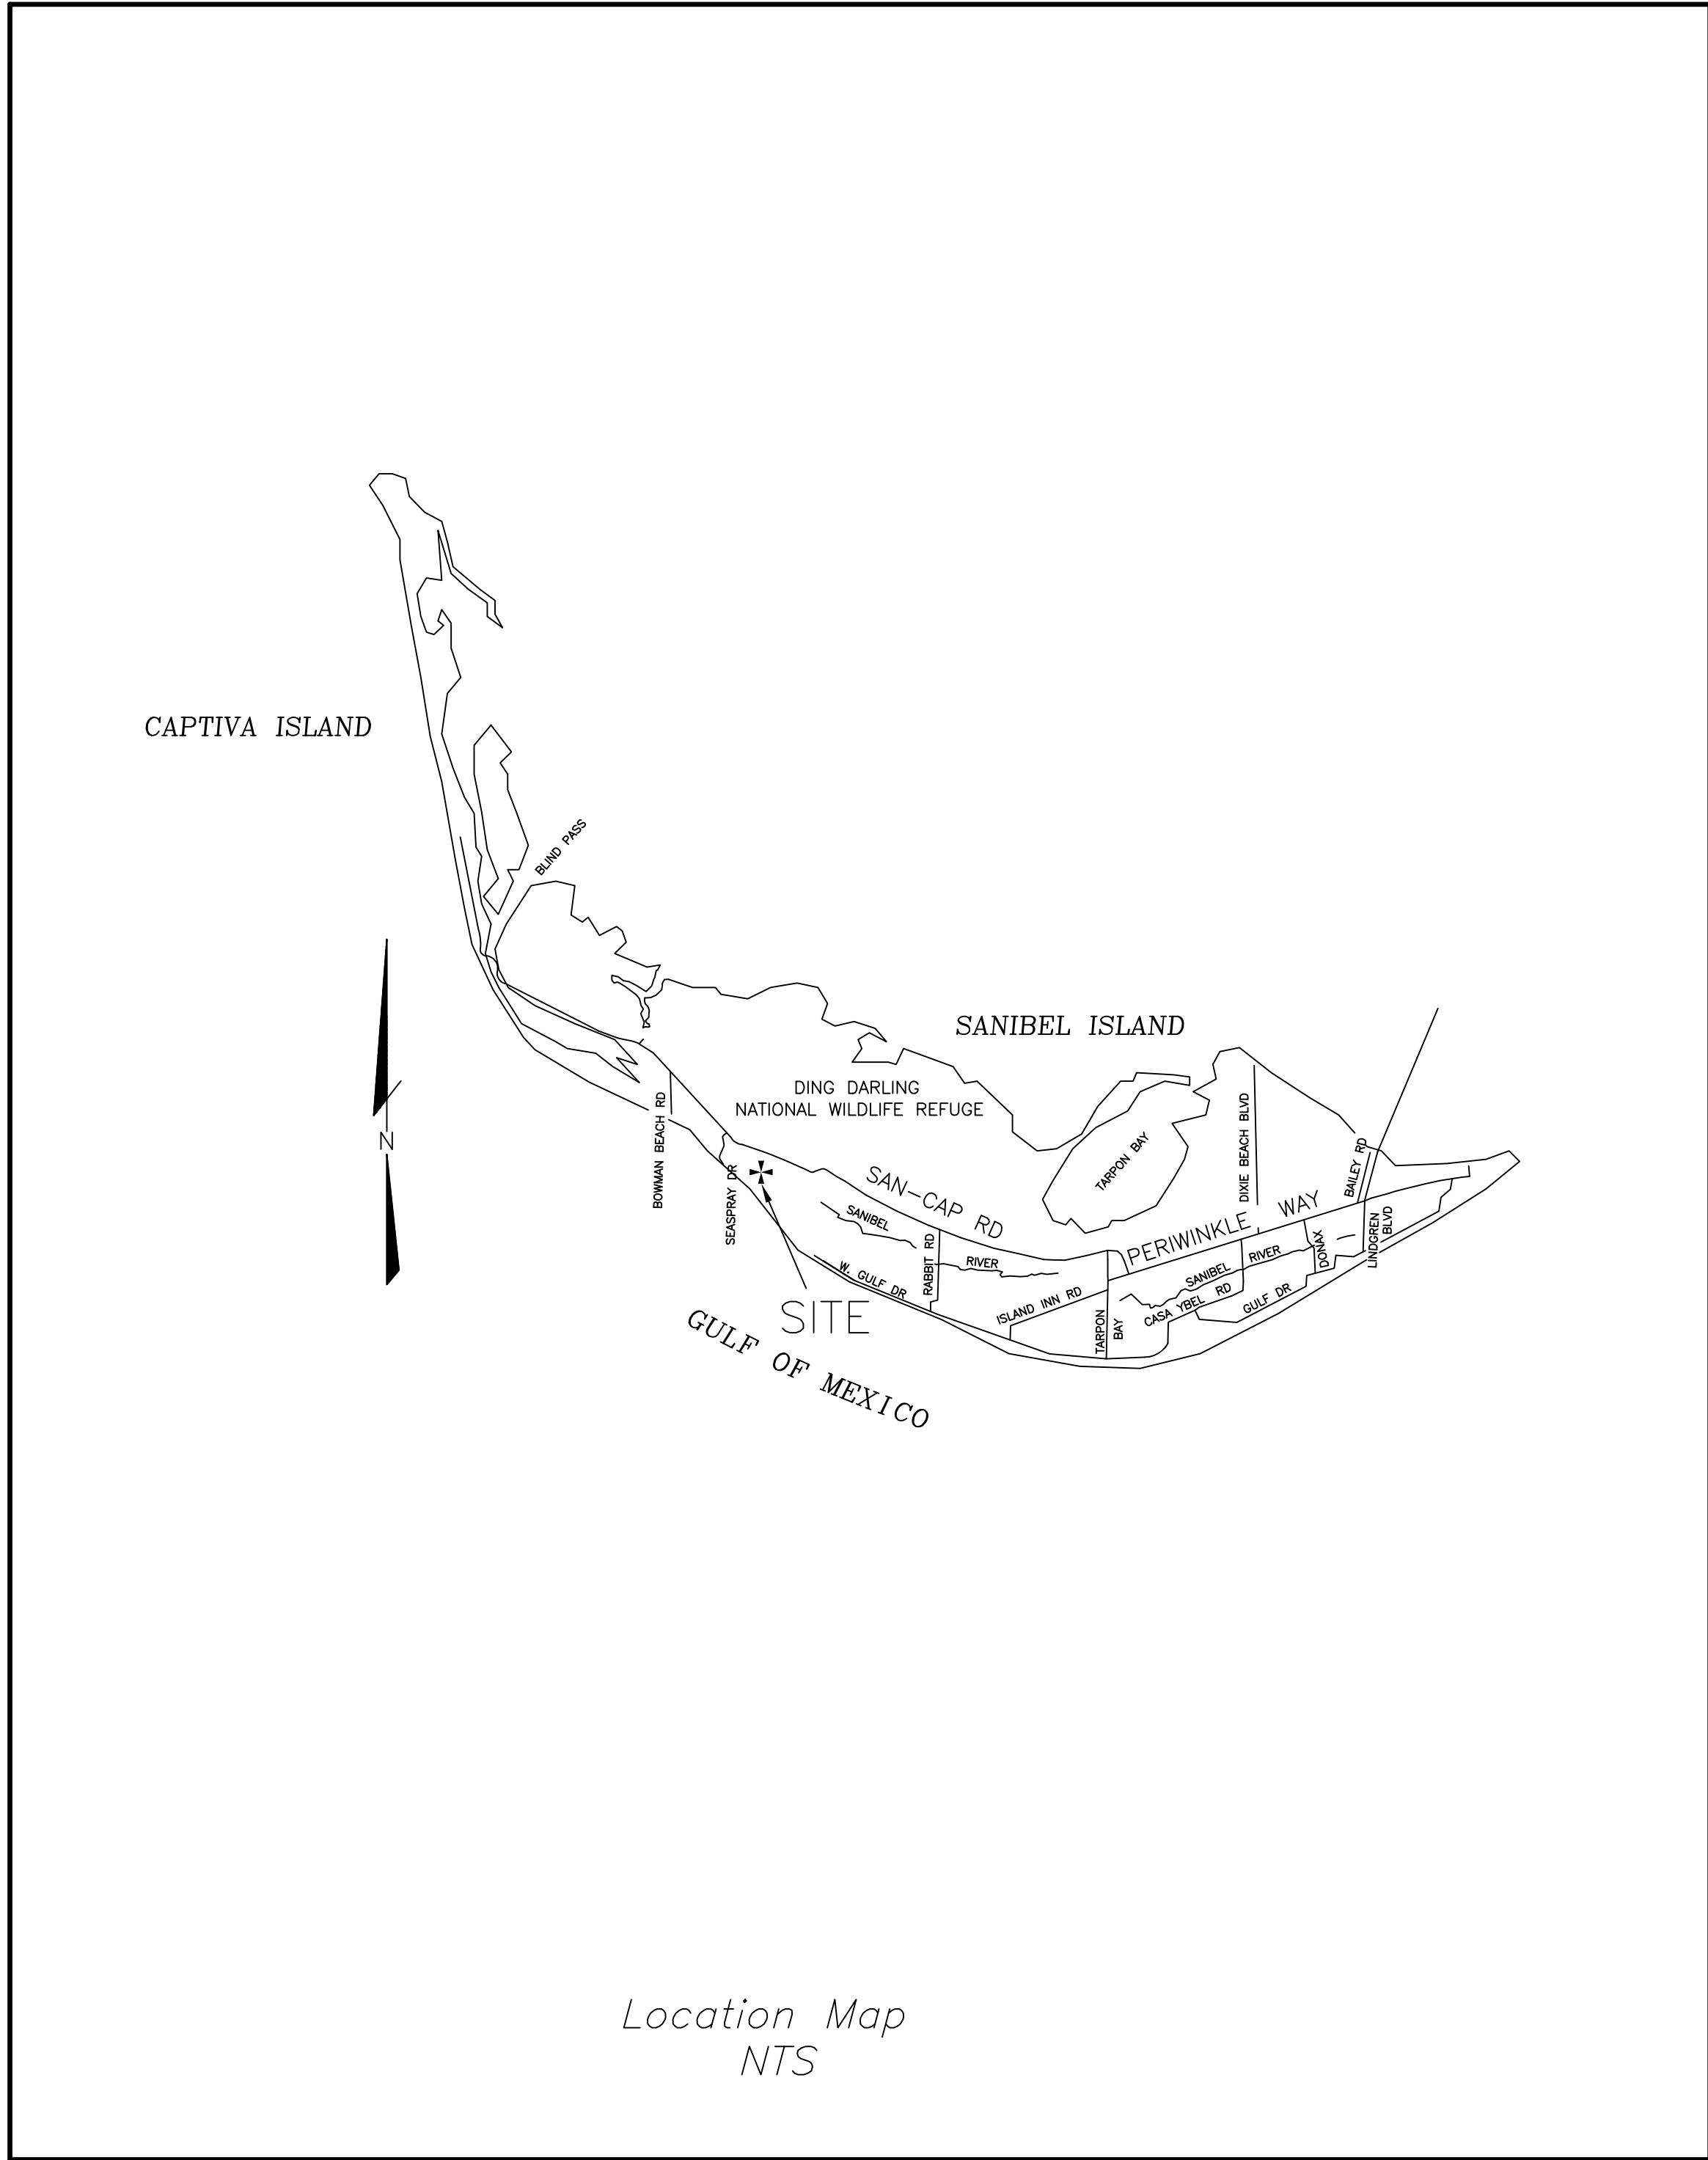 CAPTIVA ISLAND
BLIND PASS
SANIBEL ISLAND
DING DARLING
NATIONAL WILDLIFE REFUGE
N
BOWMAN BEACH RD
SEASPRAY DR
TARPON BAY
DIXIE BEACH BLVD
BAILEY RD
SAN-CAP RD
PERIWINKLE WAY
SANIBEL
RIVER
RABBIT RD
W. GULF DR
ISLAND INN RD
TARPON
BAY
SANIBEL
RIVER
CASA YBEL RD
GULF DR
DONAX
LINDGREN
BLVD
SITE
GULF OF MEXICO
Location Map
NTS